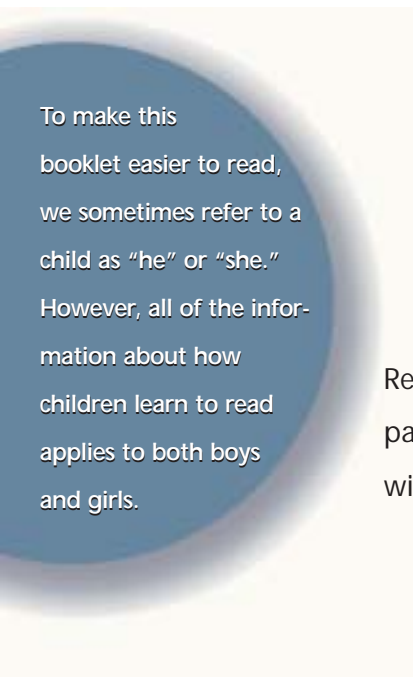 To make this
booklet easier to read,
we sometimes refer to a
child as “he” or “she.”
However, all of the infor-
mation about how
children learn to read
applies to both boys
and girls.